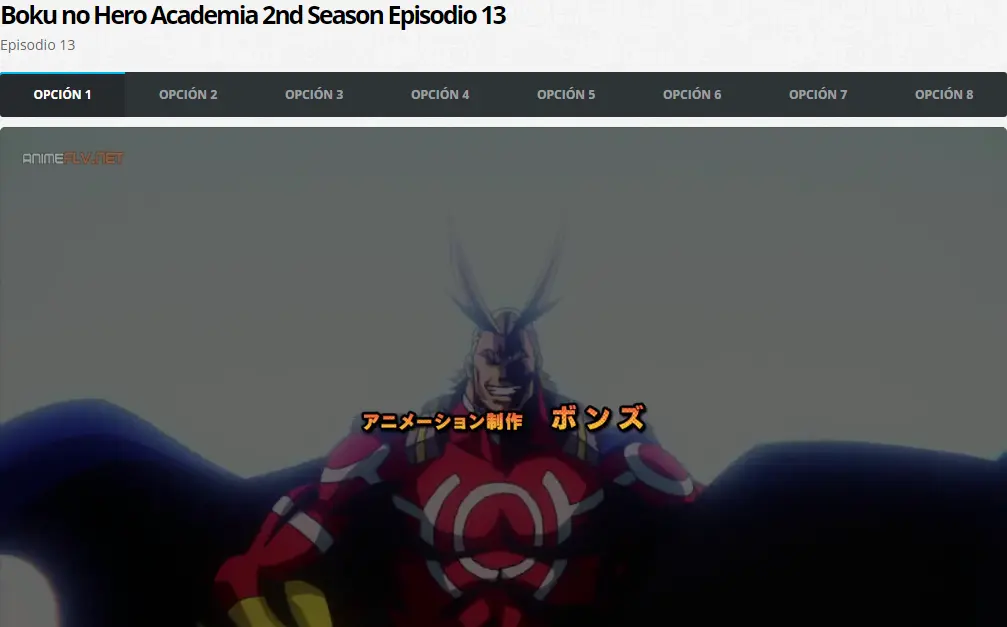 Boku no Hero Academia 2nd Season Episodio 13
Episodio 13
OPCIÓN 1 OPCIÓN 2 OPCIÓN 3 OPCIÓN 4 OPCIÓN 5 OPCIÓN 6 OPCIÓN 7 OPCIÓN 8
ANIMEFLV.NET
アニメーション制作 ボンズ